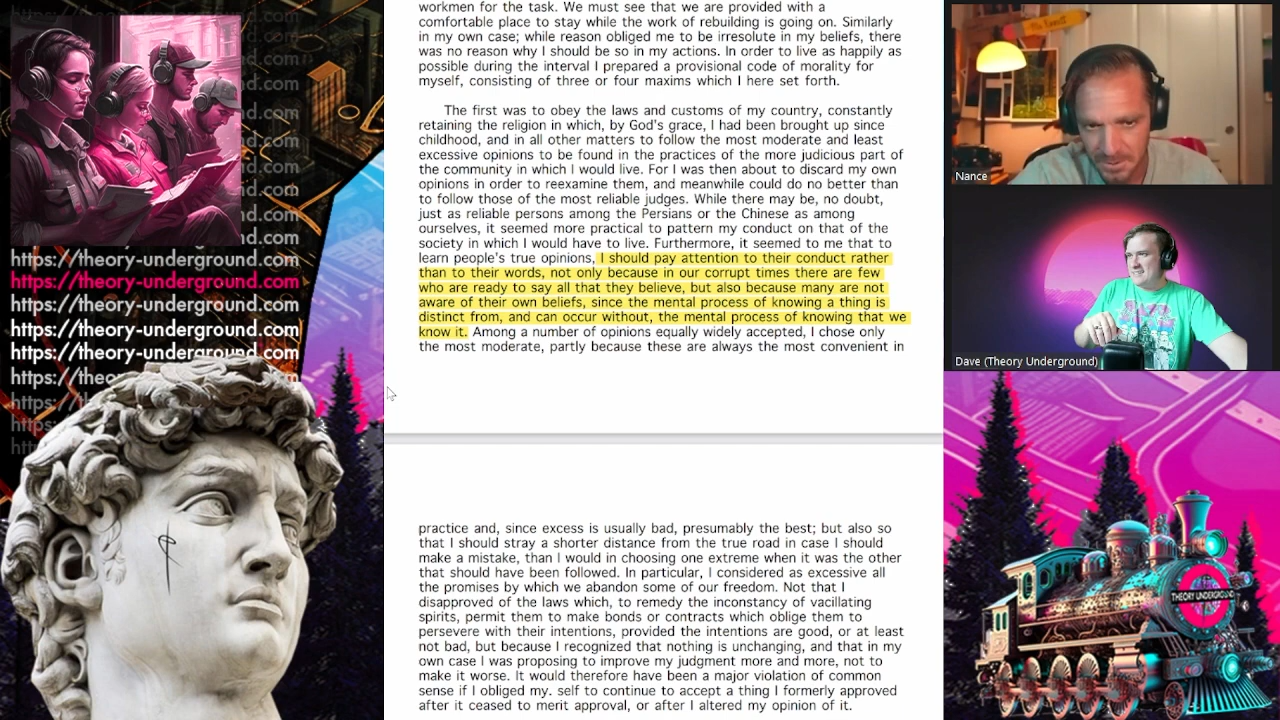 https://theory-underground.com
nd.com
nd.com
nd.com
nd.com
nd.com
nd.com
nd.com
nd.com
https://theory-underground.com
https://theory-underground.com
https://theory-underground.com
https://theory-underground.com
https://theory-underground.com
workmen for the task. We must see that we are provided with a
comfortable place to stay while the work of rebuilding is going on. Similarly
in my own case; while reason obliged me to be irresolute in my beliefs, there
was no reason why I should be so in my actions. In order to live as happily as
possible during the interval I prepared a provisional code of morality for
myself, consisting of three or four maxims which I here set forth.
The first was to obey the laws and customs of my country, constantly
retaining the religion in which, by God's grace, I had been brought up since
childhood, and in all other matters to follow the most moderate and least
excessive opinions to be found in the practices of the more judicious part of
the community in which I would live. For I was then about to discard my own
opinions in order to reexamine them, and meanwhile could do no better than
to follow those of the most reliable judges. While there may be, no doubt,
just as reliable persons among the Persians or the Chinese as among
ourselves, it seemed more practical to pattern my conduct on that of the
society in which I would have to live. Furthermore, it seemed to me that to
learn people's true opinions, I should pay attention to their conduct rather
than to their words, not only because in our corrupt times there are few
who are ready to say all that they believe, but also because many are not
aware of their own beliefs, since the mental process of knowing a thing is
distinct from, and can occur without, the mental process of knowing that we
know it. Among a number of opinions equally widely accepted, I chose only
the most moderate, partly because these are always the most convenient in
practice and, since excess is usually bad, presumably the best; but also so
that I should stray a shorter distance from the true road in case I should
make a mistake, than I would in choosing one extreme when it was the other
that should have been followed. In particular, I considered as excessive all
the promises by which we abandon some of our freedom. Not that I
disapproved of the laws which, to remedy the inconstancy of vacillating
spirits, permit them to make bonds or contracts which oblige them to
persevere with their intentions, provided the intentions are good, or at least
not bad, but because I recognized that nothing is unchanging, and that in my
own case I was proposing to improve my judgment more and more, not to
make it worse. It would therefore have been a major violation of common
sense if I obliged my. self to continue to accept a thing I formerly approved
after it ceased to merit approval, or after I altered my opinion of it.
Nance
Dave (Theory Underground)
THEORY UNDERGROUND